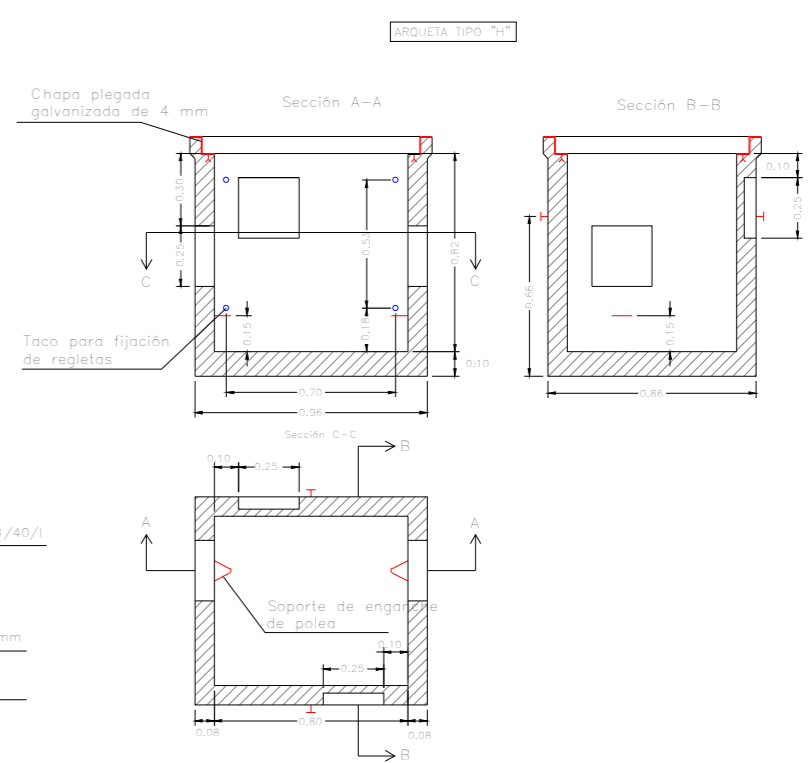 ARQUETA TIPO "H"
Chapa plegada
galvanizada de 4 mm
Sección A-A
Sección B-B
0.30
0.25
0.53
0.82
0.10
0.25
C
C
0.66
0.18
0.15
0.15
Taco para fijación
de regletas
0.10
0.70
0.96
0.86
Sección C-C
B
0.10
0.25
A
A
/40/I
Soporte de enganche
de polea
mm
0.10
0.25
0.80
0.08
0.08
B